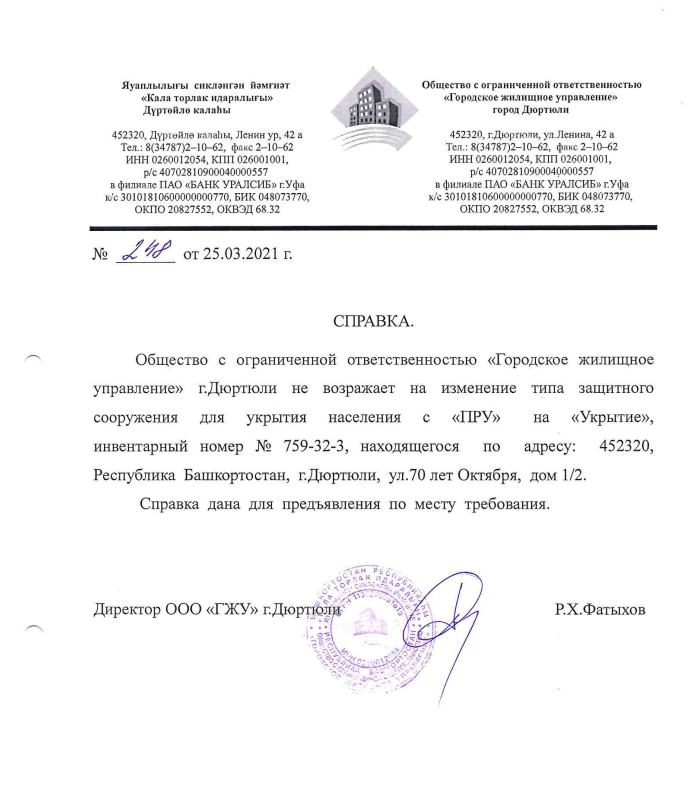 Яуаплылығы сикләнгән йәмғиәт
«Кала торлак идаралығы»
Дүртөйлө калаһы
452320, Дүртөйлө калаһы, Ленин ур, 42 а
Тел.: 8(34787)2–10–62, факс 2–10–62
ИНН 0260012054, КПП 026001001,
р/с 40702810900040000557
в филиале ПАО «БАНК УРАЛСИБ» г.Уфа
к/с 30101810600000000770, БИК 048073770,
ОКПО 20827552, ОКВЭД 68.32
Общество с ограниченной ответственностью
«Городское жилищное управление»
город Дюртюли
452320, г.Дюртюли, ул.Ленина, 42 а
Тел.: 8(34787)2–10–62, факс 2–10–62
ИНН 0260012054, КПП 026001001,
р/с 40702810900040000557
в филиале ПАО «БАНК УРАЛСИБ» г.Уфа
к/с 30101810600000000770, БИК 048073770,
ОКПО 20827552, ОКВЭД 68.32
№ 248 от 25.03.2021 г.
СПРАВКА.
Общество с ограниченной ответственностью «Городское жилищное
управление» г.Дюртюли не возражает на изменение типа защитного
сооружения для укрытия населения с «ПРУ» на «Укрытие»,
инвентарный номер № 759-32-3, находящегося по адресу: 452320,
Республика Башкортостан, г.Дюртюли, ул.70 лет Октября, дом 1/2.
Справка дана для предъявления по месту требования.
Директор ООО «ГЖУ» г.Дюртюли Р.Х.Фатыхов